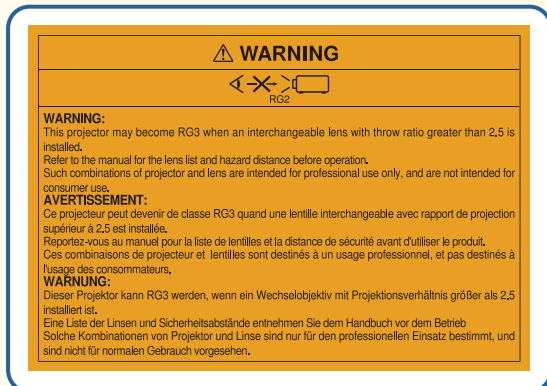 ⚠ WARNING
RG2
WARNING:
This projector may become RG3 when an interchangeable lens with throw ratio greater than 2.5 is
installed.
Refer to the manual for the lens list and hazard distance before operation.
Such combinations of projector and lens are intended for professional use only, and are not intended for
consumer use.
AVERTISSEMENT:
Ce projecteur peut devenir de classe RG3 quand une lentille interchangeable avec rapport de projection
supérieur à 2.5 est installée.
Reportez-vous au manuel pour la liste de lentilles et la distance de sécurité avant d'utiliser le produit.
Ces combinaisons de projecteur et lentilles sont destinés à un usage professionnel, et pas destinés à
l'usage des consommateurs.
WARNUNG:
Dieser Projektor kann RG3 werden, wenn ein Wechselobjektiv mit Projektionsverhältnis größer als 2.5
installiert ist.
Eine Liste der Linsen und Sicherheitsabstände entnehmen Sie dem Handbuch vor dem Betrieb
Solche Kombinationen von Projektor und Linse sind nur für den professionellen Einsatz bestimmt, und
sind nicht für normalen Gebrauch vorgesehen.